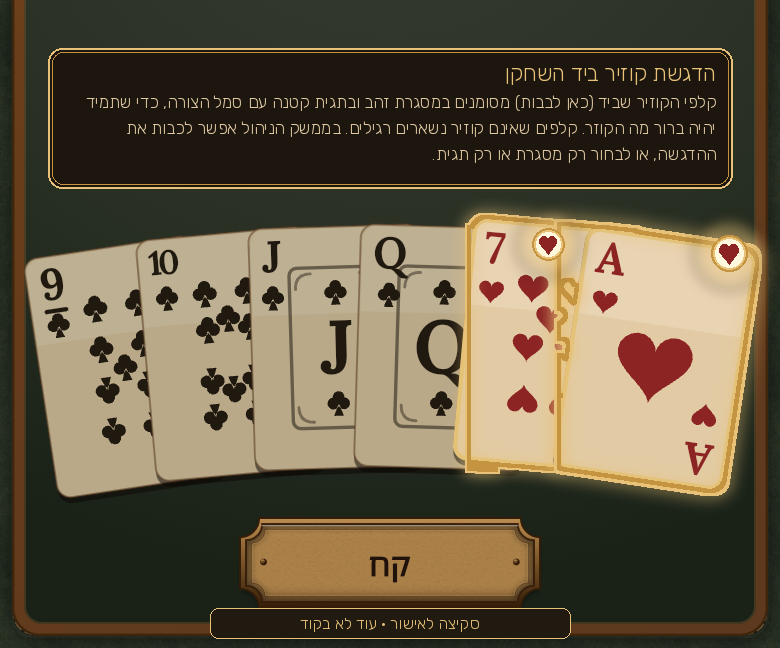 הדגשת קוזיר ביד השחקן
קלפי הקוזיר שביד (כאן לבבות) מסומנים במסגרת זהב ובתגית קטנה עם סמל הצורה, כדי שתמיד
יהיה ברור מה הקוזר. קלפים שאינם קוזיר נשארים רגילים. בממשק הניהול אפשר לכבות את
ההדגשה, או לבחור רק מסגרת או רק תגית.
9
10
J
J
Q
Q
7
A
A
קח
סקיצה לאישור • עוד לא בקוד